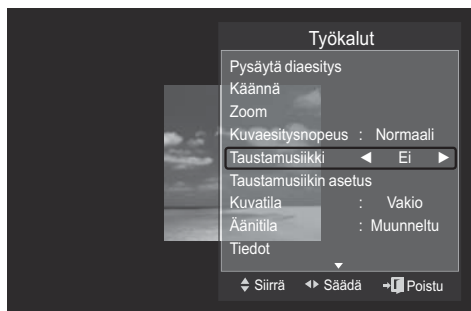 Työkalut
Pysäytä diaesitys
Käännä
Zoom
Kuvaesitysnopeus : Normaali
Taustamusiikki ◀ Ei ▶
Taustamusiikin asetus
Kuvatila : Vakio
Äänitila : Muunneltu
Tiedot
Siirrä Säädä Poistu